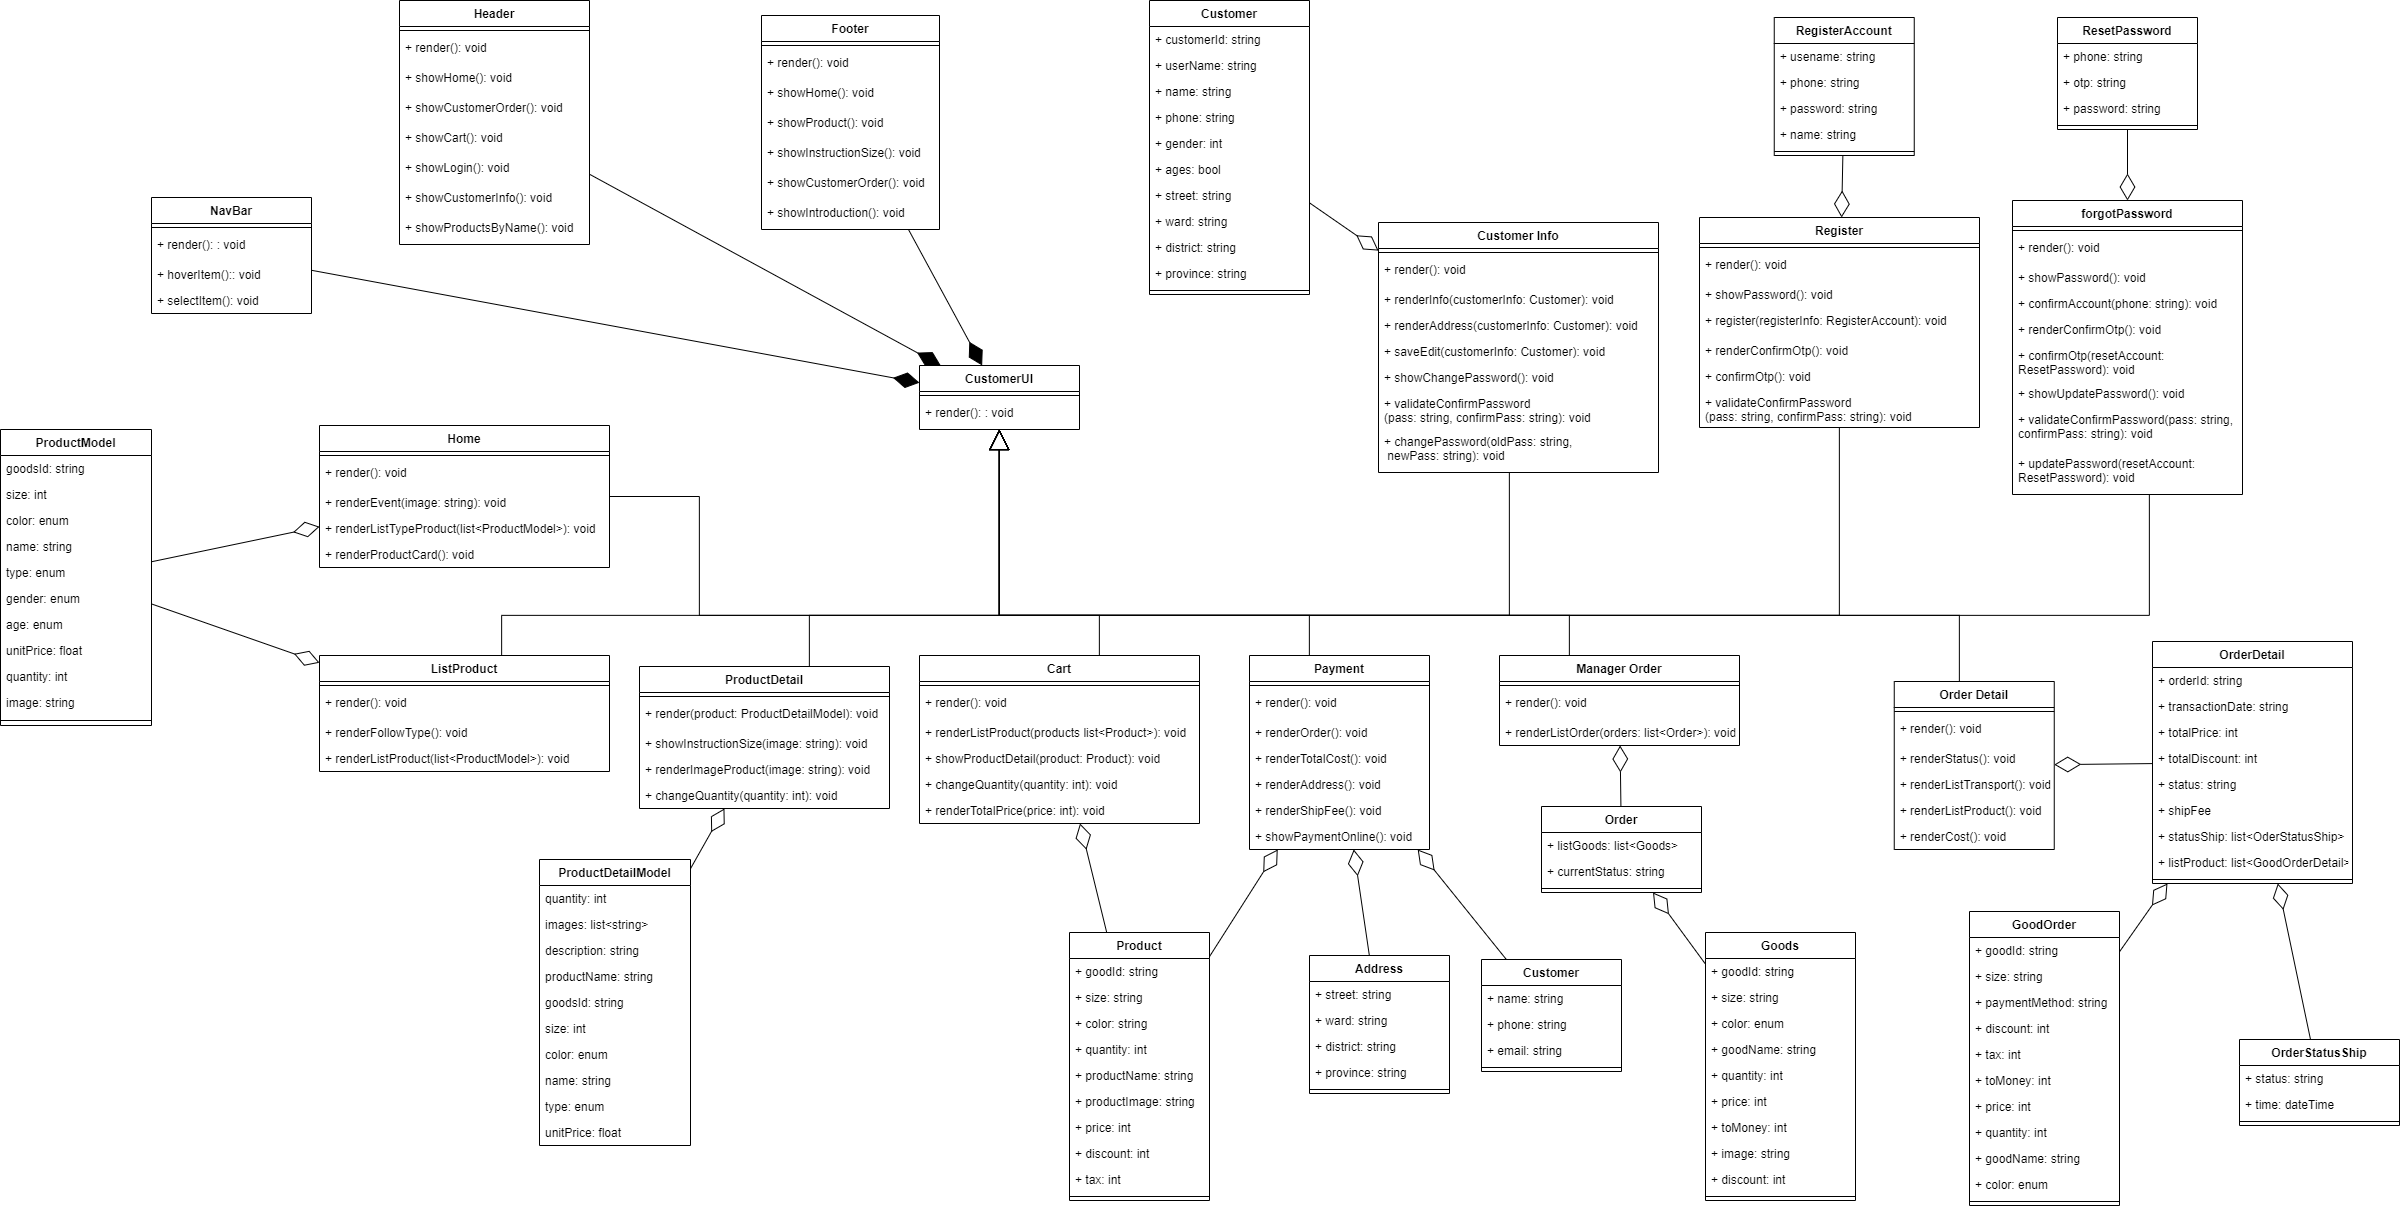 Header
+ render(): void
+ showHome(): void
+ showCustomerOrder(): void
+ showCart(): void
+ showLogin(): void
+ showCustomerInfo(): void
+ showProductsByName(): void
Footer
+ render(): void
+ showHome(): void
+ showProduct(): void
+ showInstructionSize(): void
+ showCustomerOrder(): void
+ showIntroduction(): void
Customer
+ customerId: string
+ userName: string
+ name: string
+ phone: string
+ gender: int
+ ages: bool
+ street: string
+ ward: string
+ district: string
+ province: string
RegisterAccount
+ usename: string
+ phone: string
+ password: string
+ name: string
ResetPassword
+ phone: string
+ otp: string
+ password: string
NavBar
+ render(): : void
+ hoverItem():: void
+ selectItem(): void
Customer Info
+ render(): void
+ renderInfo(customerInfo: Customer): void
+ renderAddress(customerInfo: Customer): void
+ saveEdit(customerInfo: Customer): void
+ showChangePassword(): void
+ validateConfirmPassword
(pass: string, confirmPass: string): void
+ changePassword(oldPass: string,
newPass: string): void
Register
+ render(): void
+ showPassword(): void
+ register(registerInfo: RegisterAccount): void
+ renderConfirmOtp(): void
+ confirmOtp(): void
+ validateConfirmPassword
(pass: string, confirmPass: string): void
forgotPassword
+ render(): void
+ showPassword(): void
+ confirmAccount(phone: string): void
+ renderConfirmOtp(): void
+ confirmOtp(resetAccount:
ResetPassword): void
+ showUpdatePassword(): void
+ validateConfirmPassword(pass: string,
confirmPass: string): void
+ updatePassword(resetAccount:
ResetPassword): void
CustomerUI
+ render(): : void
ProductModel
goodsId: string
size: int
color: enum
name: string
type: enum
gender: enum
age: enum
unitPrice: float
quantity: int
image: string
Home
+ render(): void
+ renderEvent(image: string): void
+ renderListTypeProduct(list<ProductModel>): void
+ renderProductCard(): void
ListProduct
+ render(): void
+ renderFollowType(): void
+ renderListProduct(list<ProductModel>): void
ProductDetail
+ render(product: ProductDetailModel): void
+ showInstructionSize(image: string): void
+ renderImageProduct(image: string): void
+ changeQuantity(quantity: int): void
Cart
+ render(): void
+ renderListProduct(products list<Product>): void
+ showProductDetail(product: Product): void
+ changeQuantity(quantity: int): void
+ renderTotalPrice(price: int): void
Payment
+ render(): void
+ renderOrder(): void
+ renderTotalCost(): void
+ renderAddress(): void
+ renderShipFee(): void
+ showPaymentOnline(): void
Manager Order
+ render(): void
+ renderListOrder(orders: list<Order>): void
Order Detail
+ render(): void
+ renderStatus(): void
+ renderListTransport(): void
+ renderListProduct(): void
+ renderCost(): void
OrderDetail
+ orderId: string
+ transactionDate: string
+ totalPrice: int
+ totalDiscount: int
+ status: string
+ shipFee
+ statusShip: list<OderStatusShip>
+ listProduct: list<GoodOrderDetail>
ProductDetailModel
quantity: int
images: list<string>
description: string
productName: string
goodsId: string
size: int
color: enum
name: string
type: enum
unitPrice: float
Order
+ listGoods: list<Goods>
+ currentStatus: string
Product
+ goodId: string
+ size: string
+ color: string
+ quantity: int
+ productName: string
+ productImage: string
+ price: int
+ discount: int
+ tax: int
Address
+ street: string
+ ward: string
+ district: string
+ province: string
Customer
+ name: string
+ phone: string
+ email: string
Goods
+ goodId: string
+ size: string
+ color: enum
+ goodName: string
+ quantity: int
+ price: int
+ toMoney: int
+ image: string
+ discount: int
GoodOrder
+ goodId: string
+ size: string
+ paymentMethod: string
+ discount: int
+ tax: int
+ toMoney: int
+ price: int
+ quantity: int
+ goodName: string
+ color: enum
OrderStatusShip
+ status: string
+ time: dateTime